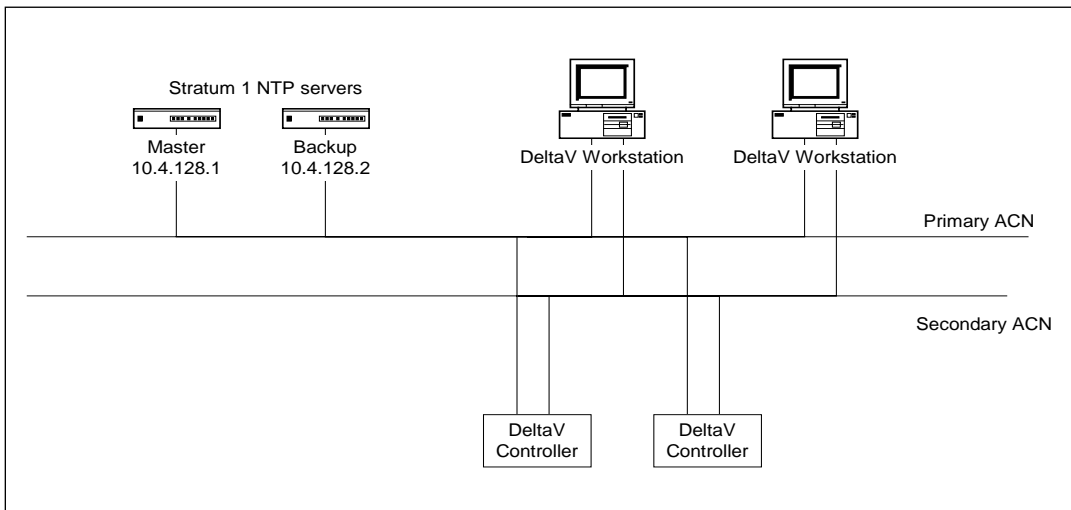 Stratum 1 NTP servers
Master
10.4.128.1
Backup
10.4.128.2
DeltaV Workstation
DeltaV Workstation
Primary ACN
Secondary ACN
DeltaV
Controller
DeltaV
Controller